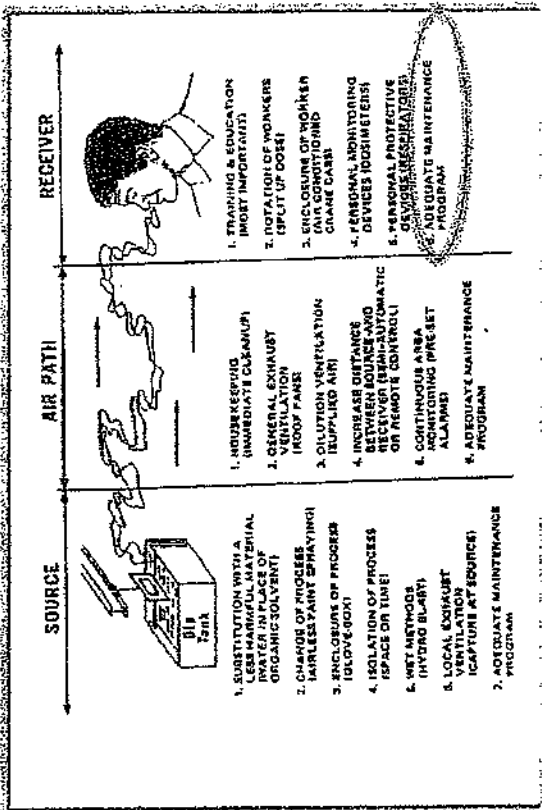 SOURCE
AIR PATH
RECEIVER
Dip
Tank
1. SUBSTITUTION WITH A
LESS HARMFUL MATERIAL
(WATER IN PLACE OF
ORGANIC SOLVENT)
2. CHANGE OF PROCESS
(AIRLESS PAINT SPRAYING)
3. ENCLOSURE OF PROCESS
(GLOVE-BOX)
4. ISOLATION OF PROCESS
(SPACE OR TIME)
5. WET METHODS
(HYDRO BLAST)
6. LOCAL EXHAUST
VENTILATION
(CAPTURE AT SOURCE)
7. ADEQUATE MAINTENANCE
PROGRAM
1. HOUSEKEEPING
(IMMEDIATE CLEANUP)
2. GENERAL EXHAUST
VENTILATION
(ROOF FANS)
3. DILUTION VENTILATION
(SUPPLIED AIR)
4. INCREASE DISTANCE
BETWEEN SOURCE AND
RECEIVER (SEMI-AUTOMATIC
OR REMOTE CONTROL)
5. CONTINUOUS AREA
MONITORING (PRE-SET
ALARMS)
6. ADEQUATE MAINTENANCE
PROGRAM
1. TRAINING & EDUCATION
(MOST IMPORTANT)
2. ROTATION OF WORKERS
(SPLIT UP DOSE)
3. ENCLOSURE OF WORKER
(AIR CONDITIONED
CRANE CABS)
4. PERSONAL MONITORING
DEVICES (DOSIMETERS)
5. PERSONAL PROTECTIVE
DEVICES (RESPIRATORS)
6. ADEQUATE MAINTENANCE
PROGRAM